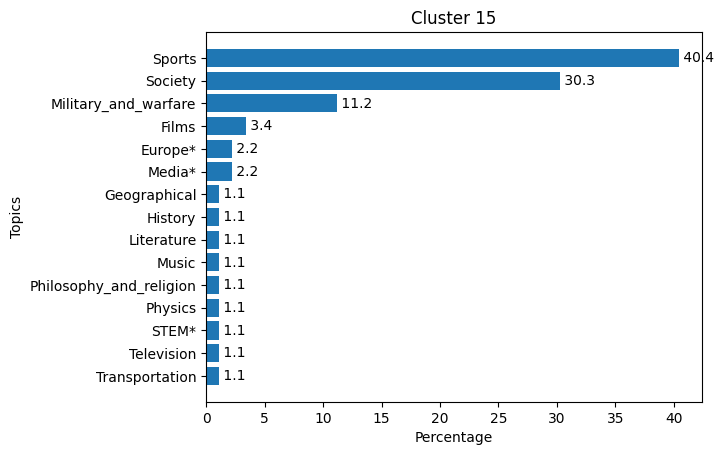 Cluster 15
Topics
Sports 40.4
Society 30.3
Military_and_warfare 11.2
Films 3.4
Europe* 2.2
Media* 2.2
Geographical 1.1
History 1.1
Literature 1.1
Music 1.1
Philosophy_and_religion 1.1
Physics 1.1
STEM* 1.1
Television 1.1
Transportation 1.1
0 5 10 15 20 25 30 35 40
Percentage